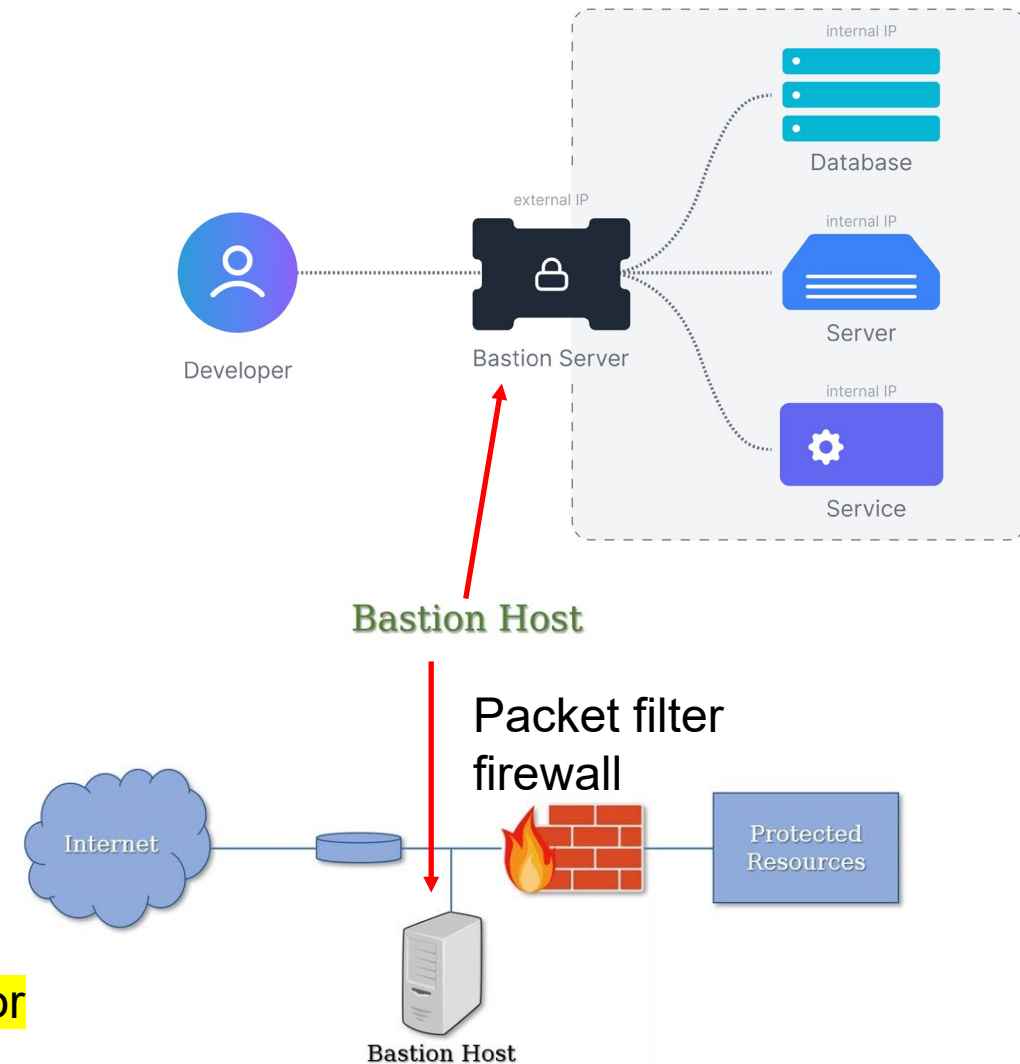 internal IP
Database
external IP
internal IP
Bastion Server
Developer
Server
internal IP
Service
Bastion Host
Packet filter
firewall
Internet
Protected
Resources
or
Bastion Host